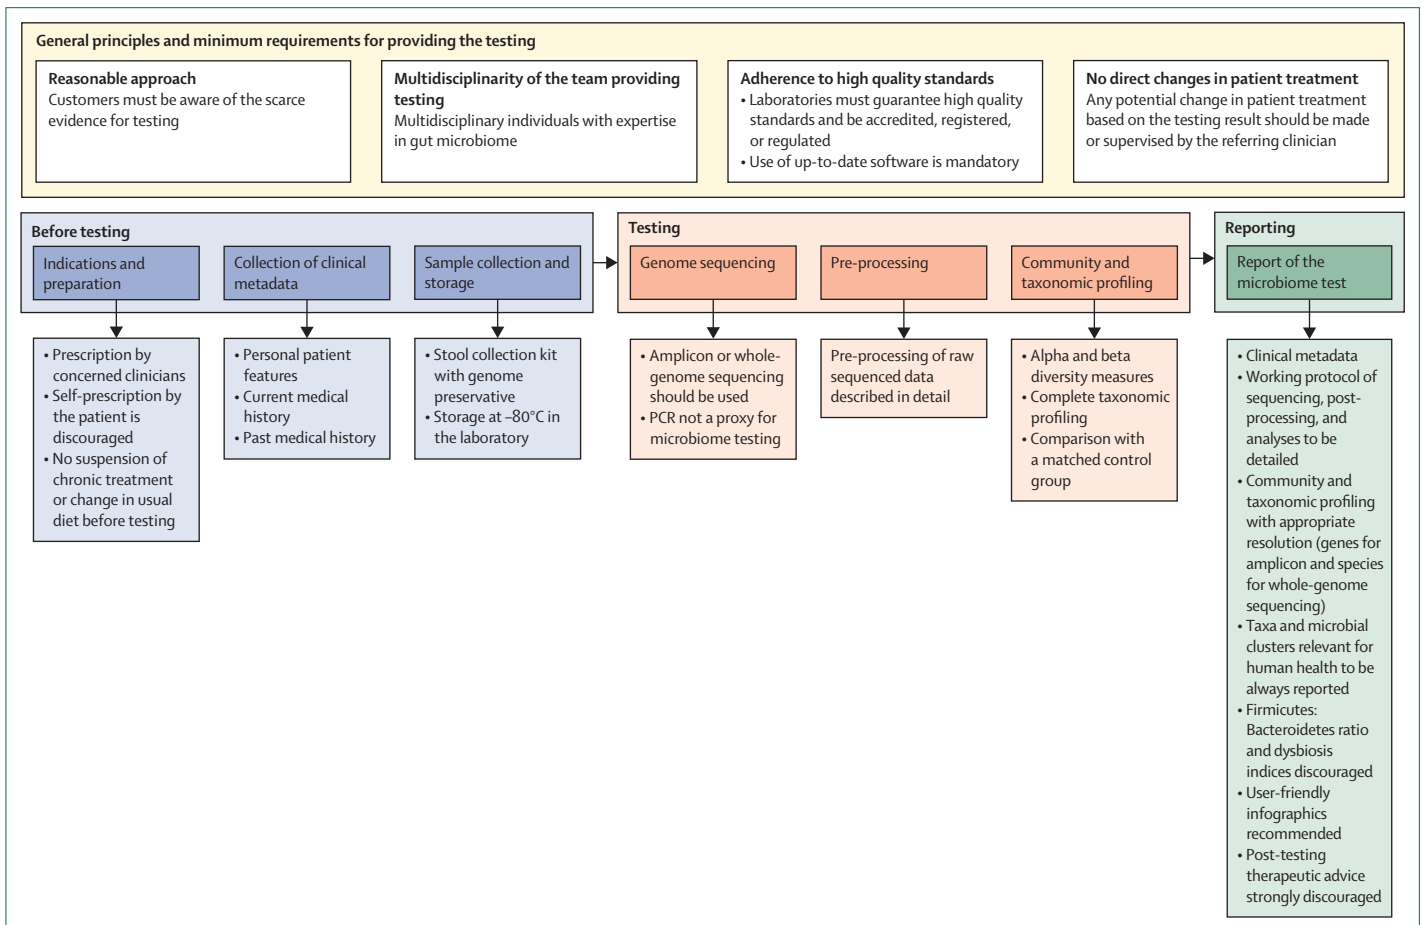 General principles and minimum requirements for providing the testing
Reasonable approach
Customers must be aware of the scarce
evidence for testing
Multidisciplinarity of the team providing
testing
Multidisciplinary individuals with expertise
in gut microbiome
Adherence to high quality standards
• Laboratories must guarantee high quality
standards and be accredited, registered,
or regulated
• Use of up-to-date software is mandatory
No direct changes in patient treatment
Any potential change in patient treatment
based on the testing result should be made
or supervised by the referring clinician
Before testing
Indications and
preparation
• Prescription by
concerned clinicians
• Self-prescription by
the patient is
discouraged
• No suspension of
chronic treatment
or change in usual
diet before testing
Collection of clinical
metadata
• Personal patient
features
• Current medical
history
• Past medical history
Sample collection and
storage
• Stool collection kit
with genome
preservative
• Storage at –80°C in
the laboratory
Testing
Genome sequencing
• Amplicon or whole-
genome sequencing
should be used
• PCR not a proxy for
microbiome testing
Pre-processing
Pre-processing of raw
sequenced data
described in detail
Community and
taxonomic profiling
• Alpha and beta
diversity measures
• Complete taxonomic
profiling
• Comparison with
a matched control
group
Reporting
Report of the
microbiome test
• Clinical metadata
• Working protocol of
sequencing, post-
processing, and
analyses to be
detailed
• Community and
taxonomic profiling
with appropriate
resolution (genes for
amplicon and species
for whole-genome
sequencing)
• Taxa and microbial
clusters relevant for
human health to be
always reported
• Firmicutes:
Bacteroidetes ratio
and dysbiosis
indices discouraged
• User-friendly
infographics
recommended
• Post-testing
therapeutic advice
strongly discouraged